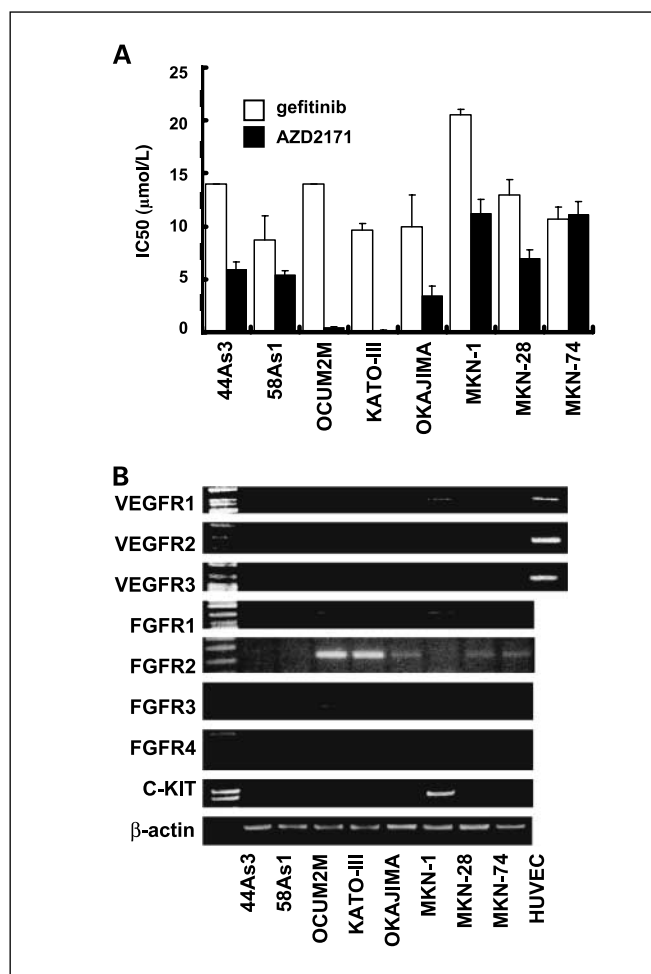 A
25
20
15
10
5
0
IC50 (μmol/L)
gefitinib
AZD2171
44As3
58As1
OCUM2M
KATO-III
OKAJIMA
MKN-1
MKN-28
MKN-74
B
VEGFR1
VEGFR2
VEGFR3
FGFR1
FGFR2
FGFR3
FGFR4
C-KIT
β-actin
44As3
58As1
OCUM2M
KATO-III
OKAJIMA
MKN-1
MKN-28
MKN-74
HUVEC